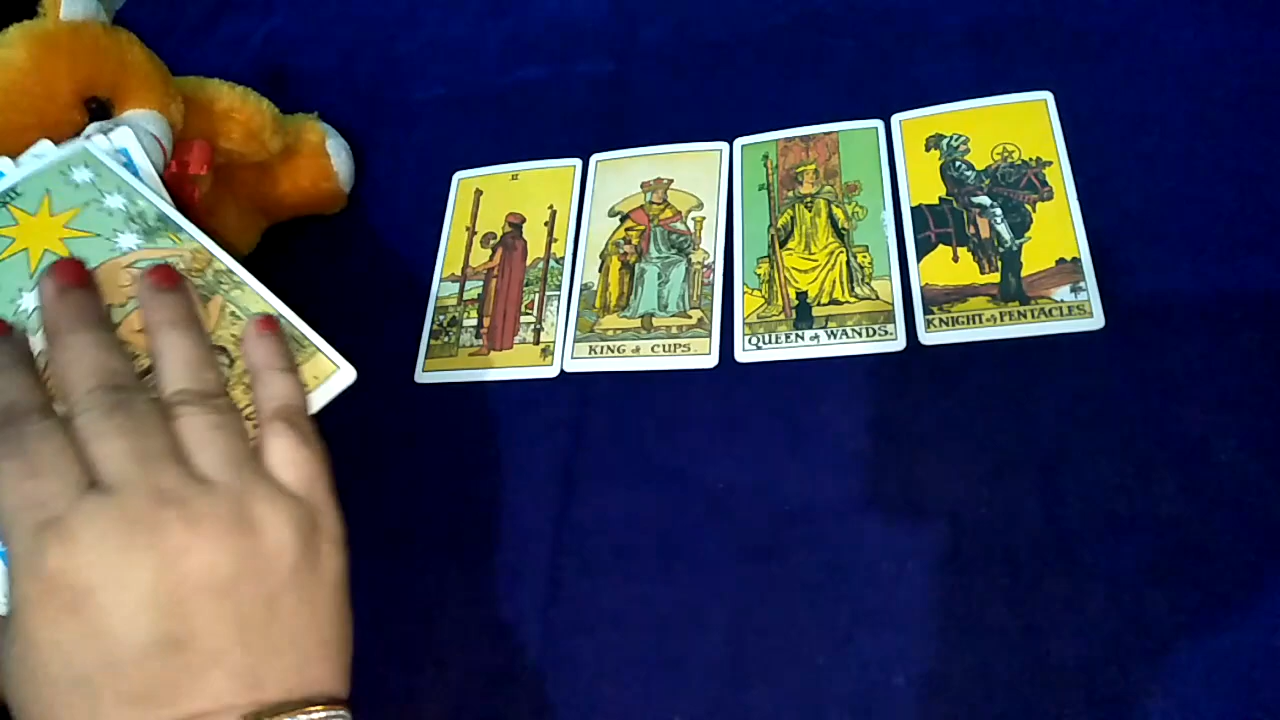 II
KING of CUPS.
QUEEN of WANDS.
KNIGHT of PENTACLES.